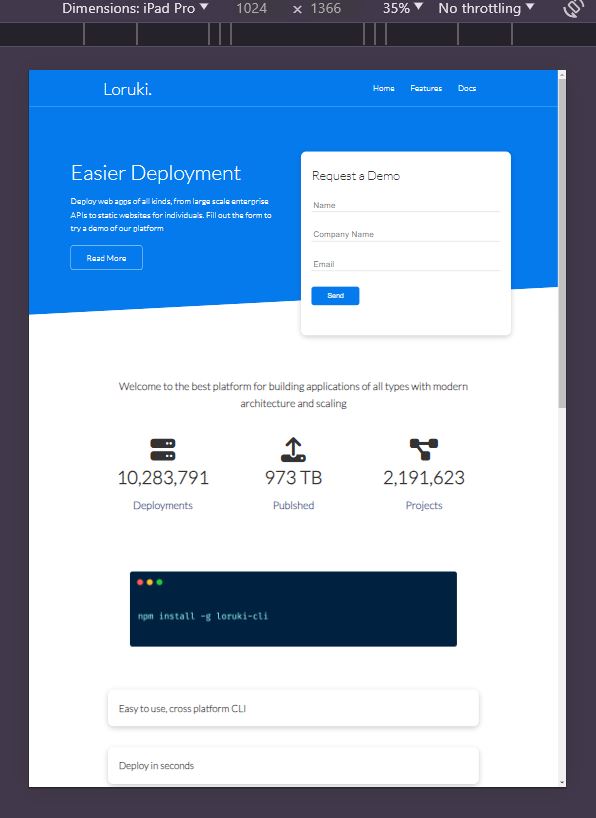 Dimensions: iPad Pro 1024 × 1366 35% No throttling
Loruki. Home Features Docs
Easier Deployment
Deploy web apps of all kinds, from large scale enterprise
APIs to static websites for individuals. Fill out the form to
try a demo of our platform
Read More
Request a Demo
Name
Company Name
Email
Send
Welcome to the best platform for building applications of all types with modern
architecture and scaling
10,283,791 973 TB 2,191,623
Deployments Publshed Projects
npm install -g loruki-cli
Easy to use, cross platform CLI
Deploy in seconds